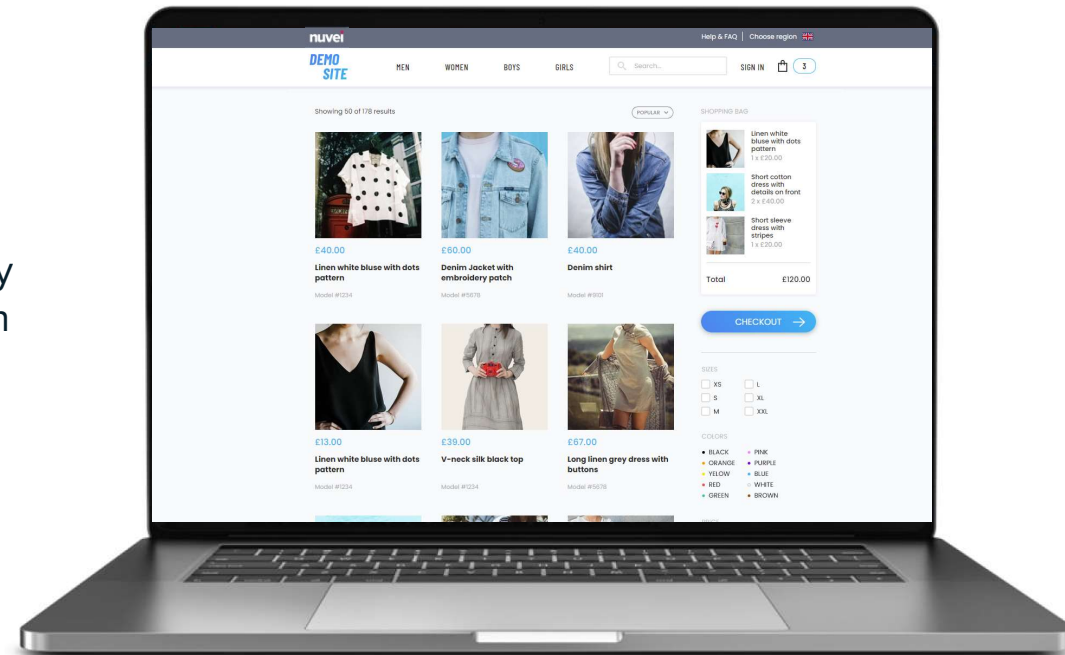 nuvei
Help & FAQ | Choose region
DEMO
SITE
MEN
WOMEN
BOYS
GIRLS
Search...
SIGN IN
3
Showing 50 of 178 results
POPULAR
SHOPPING BAG
£40.00
Linen white bluse with dots
pattern
Model #1234
£60.00
Denim Jacket with
embroidery patch
Model #5678
£40.00
Denim shirt
Model #9101
£13.00
Linen white bluse with dots
pattern
Model #1234
£39.00
V-neck silk black top
Model #1234
£67.00
Long linen grey dress with
buttons
Model #5678
Linen white
bluse with dots
pattern
1 x £20.00
Short cotton
dress with
details on front
2 x £40.00
Short sleeve
dress with
stripes
1 x £20.00
Total £120.00
CHECKOUT
SIZES
XS L
S XL
M XXL
COLORS
BLACK PINK
ORANGE PURPLE
YELLOW BLUE
RED WHITE
GREEN BROWN